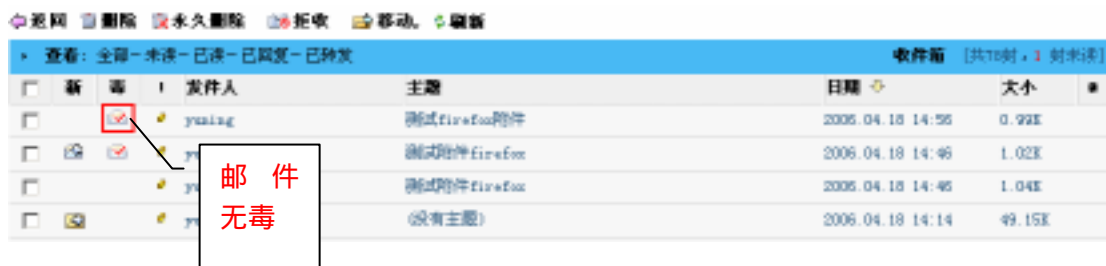 返回 删除 永久删除 拒收 移动. 刷新
查看: 全部-未读-已读-已回复-已转发 收件箱 [共78封,1 封未读]
新 毒 ! 发件人 主题 日期 大小
yuning 测试firefox附件 2006.04.18 14:56 0.99K
测试附件firefox 2006.04.18 14:46 1.02K
测试附件firefox 2006.04.18 14:46 1.04K
(没有主题) 2006.04.18 14:14 49.15K
邮 件
无毒